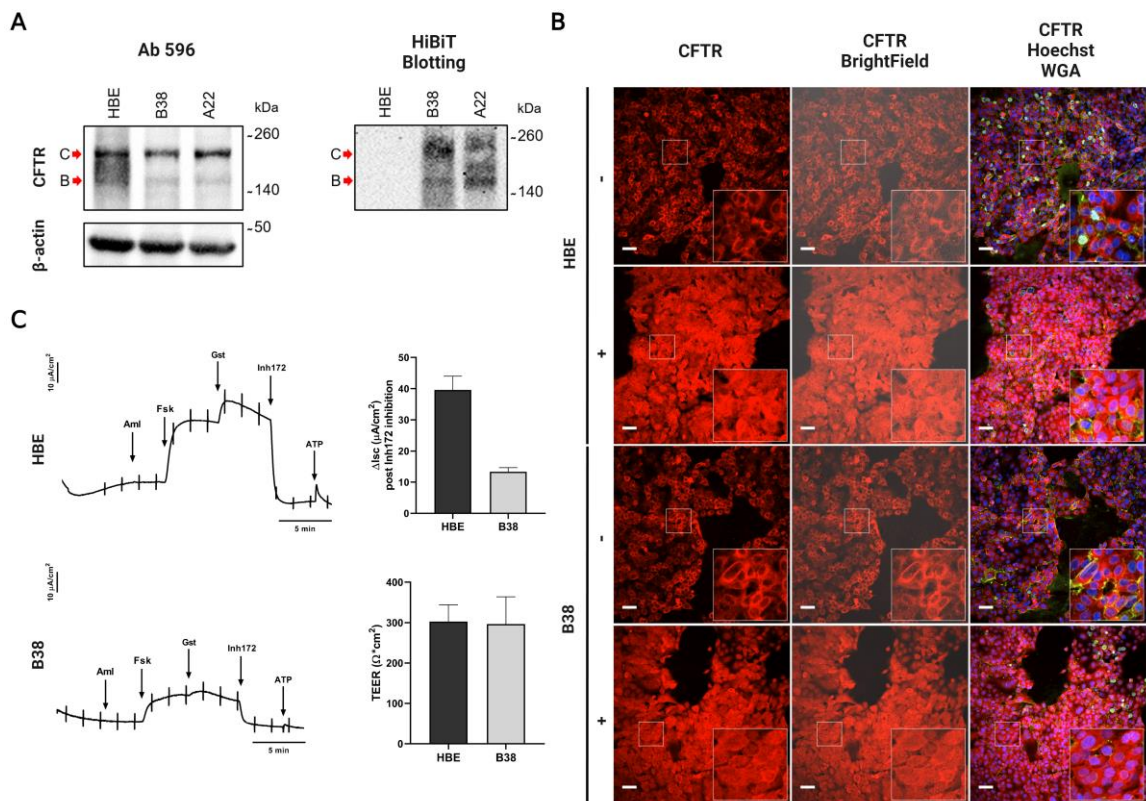 A
Ab 596
HiBiT
Blotting
HBE
B38
A22
kDa
HBE
B38
A22
kDa
CFTR
C
B
-260
-140
C
B
-260
-140
β-actin
-50
B
CFTR
CFTR
BrightField
CFTR
Hoechst
WGA
HBE
-
+
B38
-
+
C
HBE
10 μA/cm²
Aml
Fsk
Gst
Inh172
ATP
5 min
ΔIsc (μA/cm²)
post Inh172 inhibition
50
40
30
20
10
0
HBE
B38
B38
10 μA/cm²
Aml
Fsk
Gst
Inh172
ATP
5 min
TEER (Ω*cm²)
400
300
200
100
0
HBE
B38